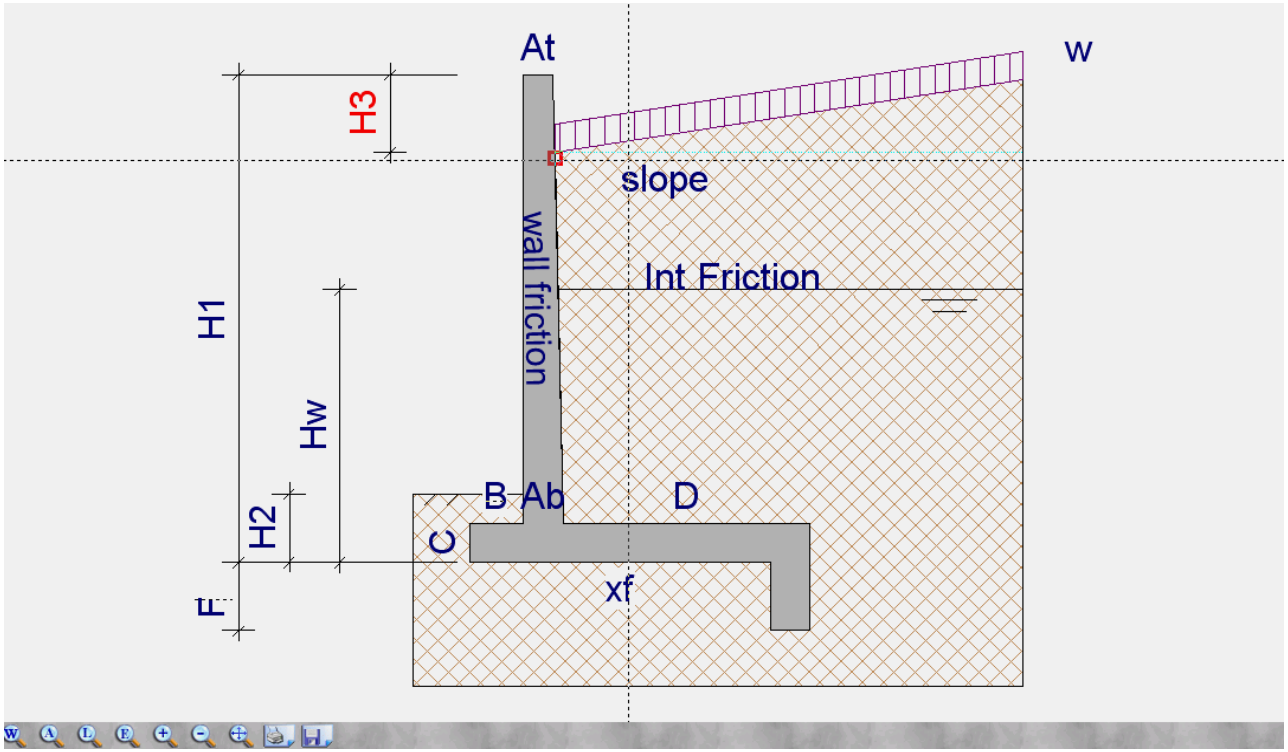 At
w
H3
slope
wall friction
Int Friction
H1
Hw
B
Ab
D
H2
C
xf
F
W
A
L
E